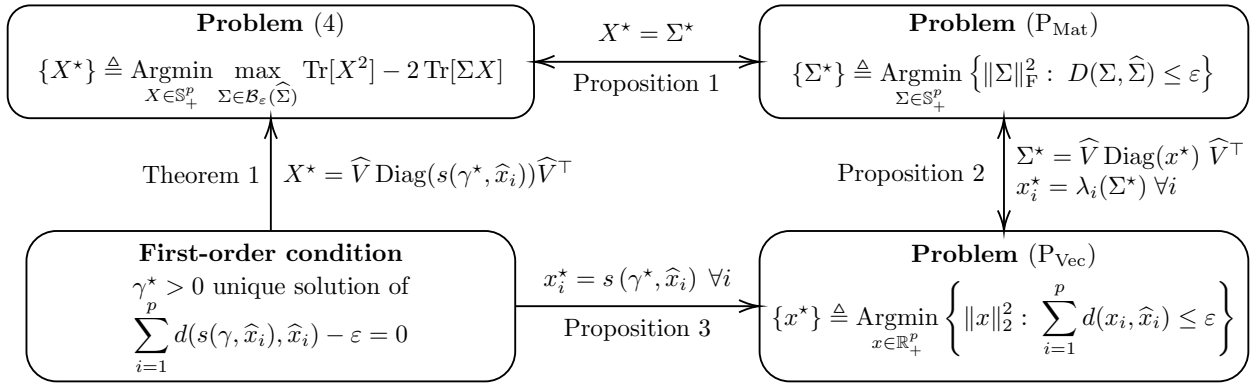 Problem (4)
{X⋆} ≜ Argmin max Tr[X²] − 2 Tr[ΣX]
X∈𝕊₊ᵖ Σ∈ℬ_ε(Σ̂)
X⋆ = Σ⋆
Proposition 1
Problem (P_Mat)
{Σ⋆} ≜ Argmin {‖Σ‖²_F : D(Σ, Σ̂) ≤ ε}
Σ∈𝕊₊ᵖ
Theorem 1
X⋆ = V̂ Diag(s(γ⋆, x̂ᵢ))V̂⊤
Proposition 2
Σ⋆ = V̂ Diag(x⋆) V̂⊤
xᵢ⋆ = λᵢ(Σ⋆) ∀i
First-order condition
γ⋆ > 0 unique solution of
p
∑ d(s(γ, x̂ᵢ), x̂ᵢ) − ε = 0
i=1
xᵢ⋆ = s (γ⋆, x̂ᵢ) ∀i
Proposition 3
Problem (P_Vec)
p
{x⋆} ≜ Argmin {‖x‖₂² : ∑ d(xᵢ, x̂ᵢ) ≤ ε}
x∈ℝ₊ᵖ i=1